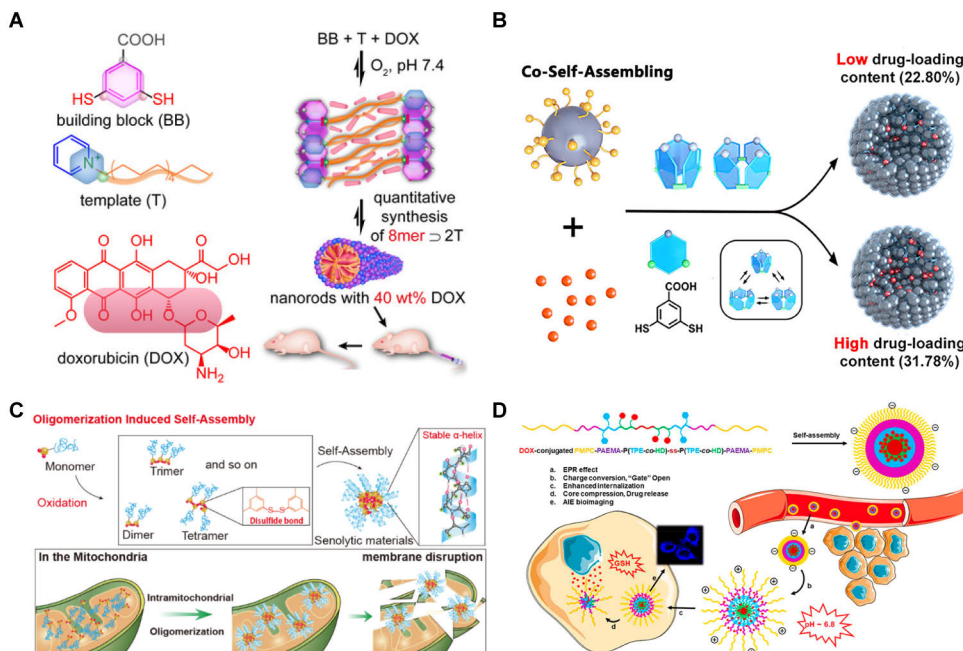 A
COOH
HS
SH
building block (BB)
N
+
4
template (T)
O
OH
O
OH
OH
O
O
OH
O
O
OH
NH₂
doxorubicin (DOX)
BB + T + DOX
O₂, pH 7.4
quantitative
synthesis
of 8mer ⊃ 2T
nanorods with 40 wt% DOX
B
Co-Self-Assembling
+
COOH
HS
SH
Low drug-loading
content (22.80%)
High drug-loading
content (31.78%)
C
Oligomerization Induced Self-Assembly
Monomer
Oxidation
Trimer
and so on
Dimer
Tetramer
S–S
Disulfide bond
Self-Assembly
Senolytic materials
Stable α-helix
In the Mitochondria
membrane disruption
Intramitochondrial
Oligomerization
D
DOX-conjugated PMPC-PAEMA-P(TPE-co-HD)-ss-P(TPE-co-HD)-PAEMA-PMPC
a. EPR effect
b. Charge conversion, "Gate" Open
c. Enhanced internalization
d. Core compression, Drug release
e. AIE bioimaging
Self-assembly
a
b
c
d
e
GSH
pH ~ 6.8